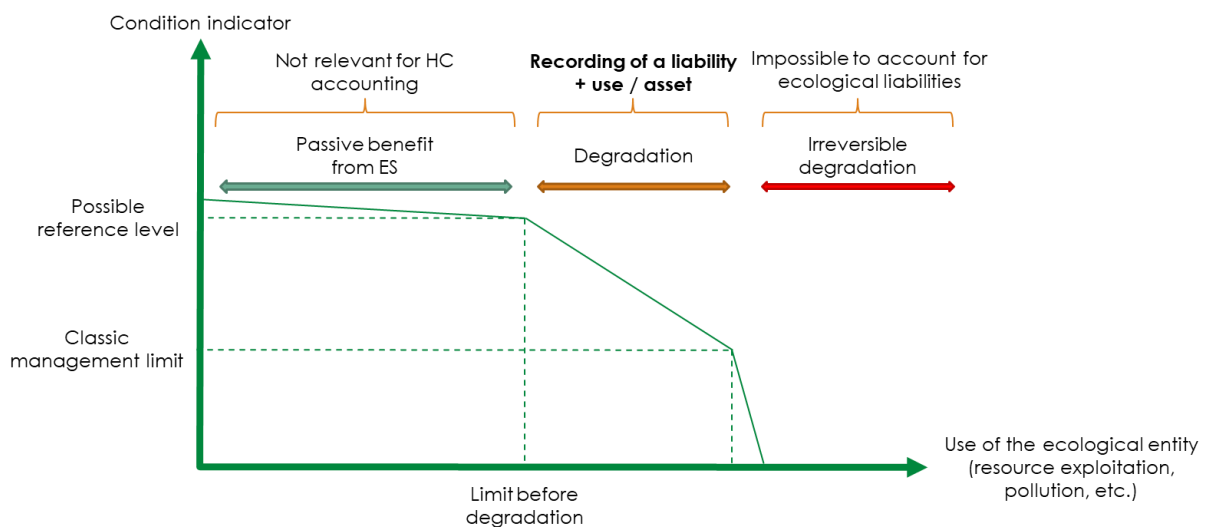 Condition indicator
Not relevant for HC
accounting
Recording of a liability
+ use / asset
Impossible to account for
ecological liabilities
Passive benefit
from ES
Degradation
Irreversible
degradation
Possible
reference level
Classic
management limit
Limit before
degradation
Use of the ecological entity
(resource exploitation,
pollution, etc.)